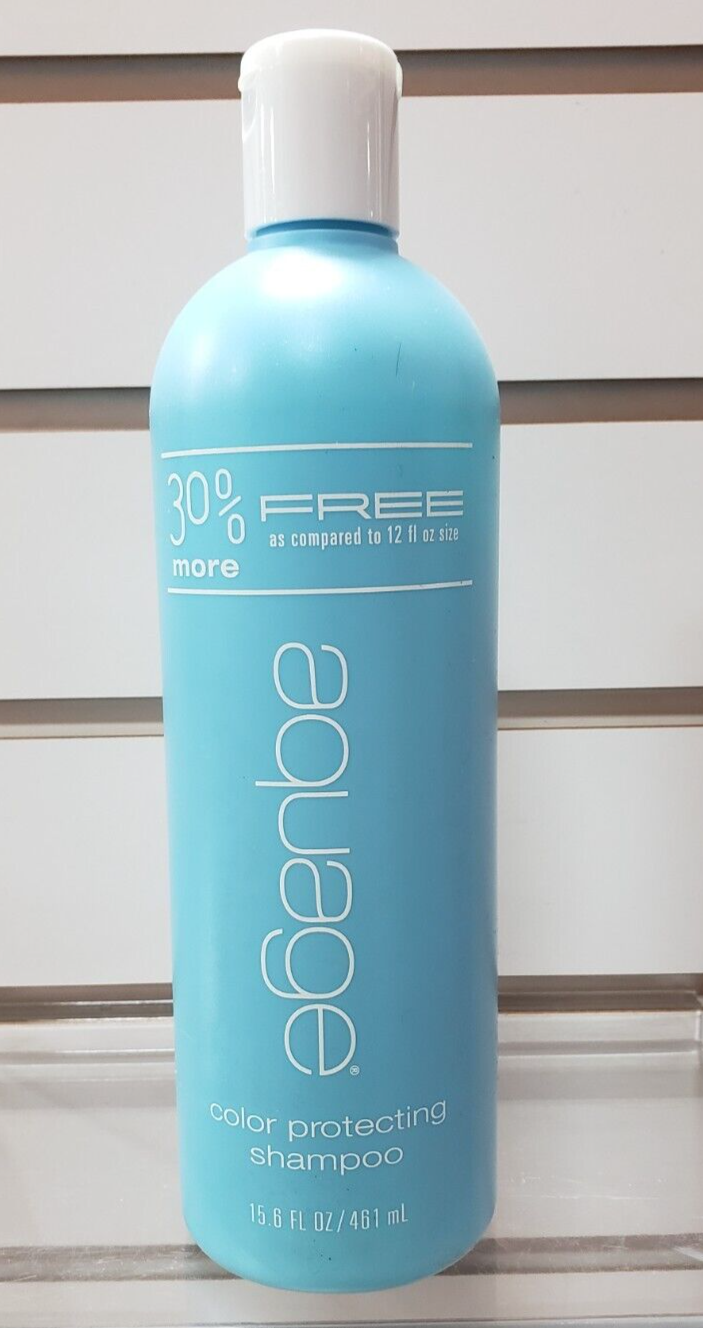 30% FREE
as compared to 12 fl oz size
more
aquage®
color protecting
shampoo
15.6 FL OZ/461 mL